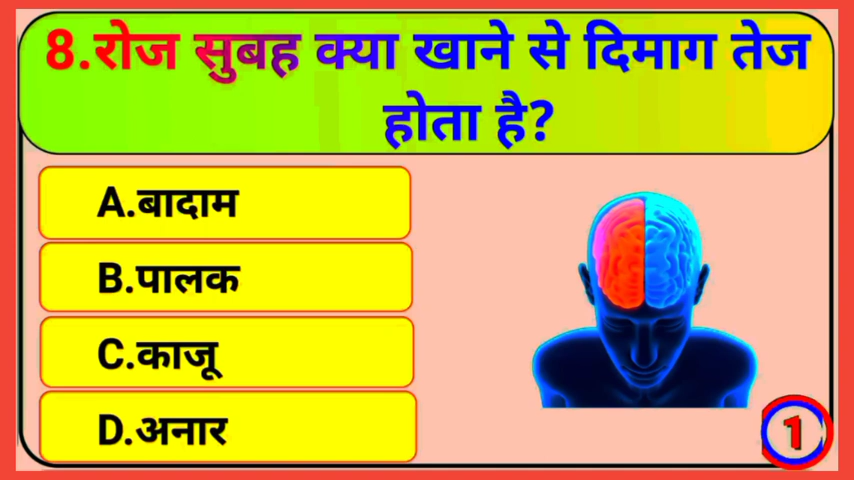 8.रोज सुबह क्या खाने से दिमाग तेज
होता है?
A.बादाम
B.पालक
C.काजू
D.अनार
1